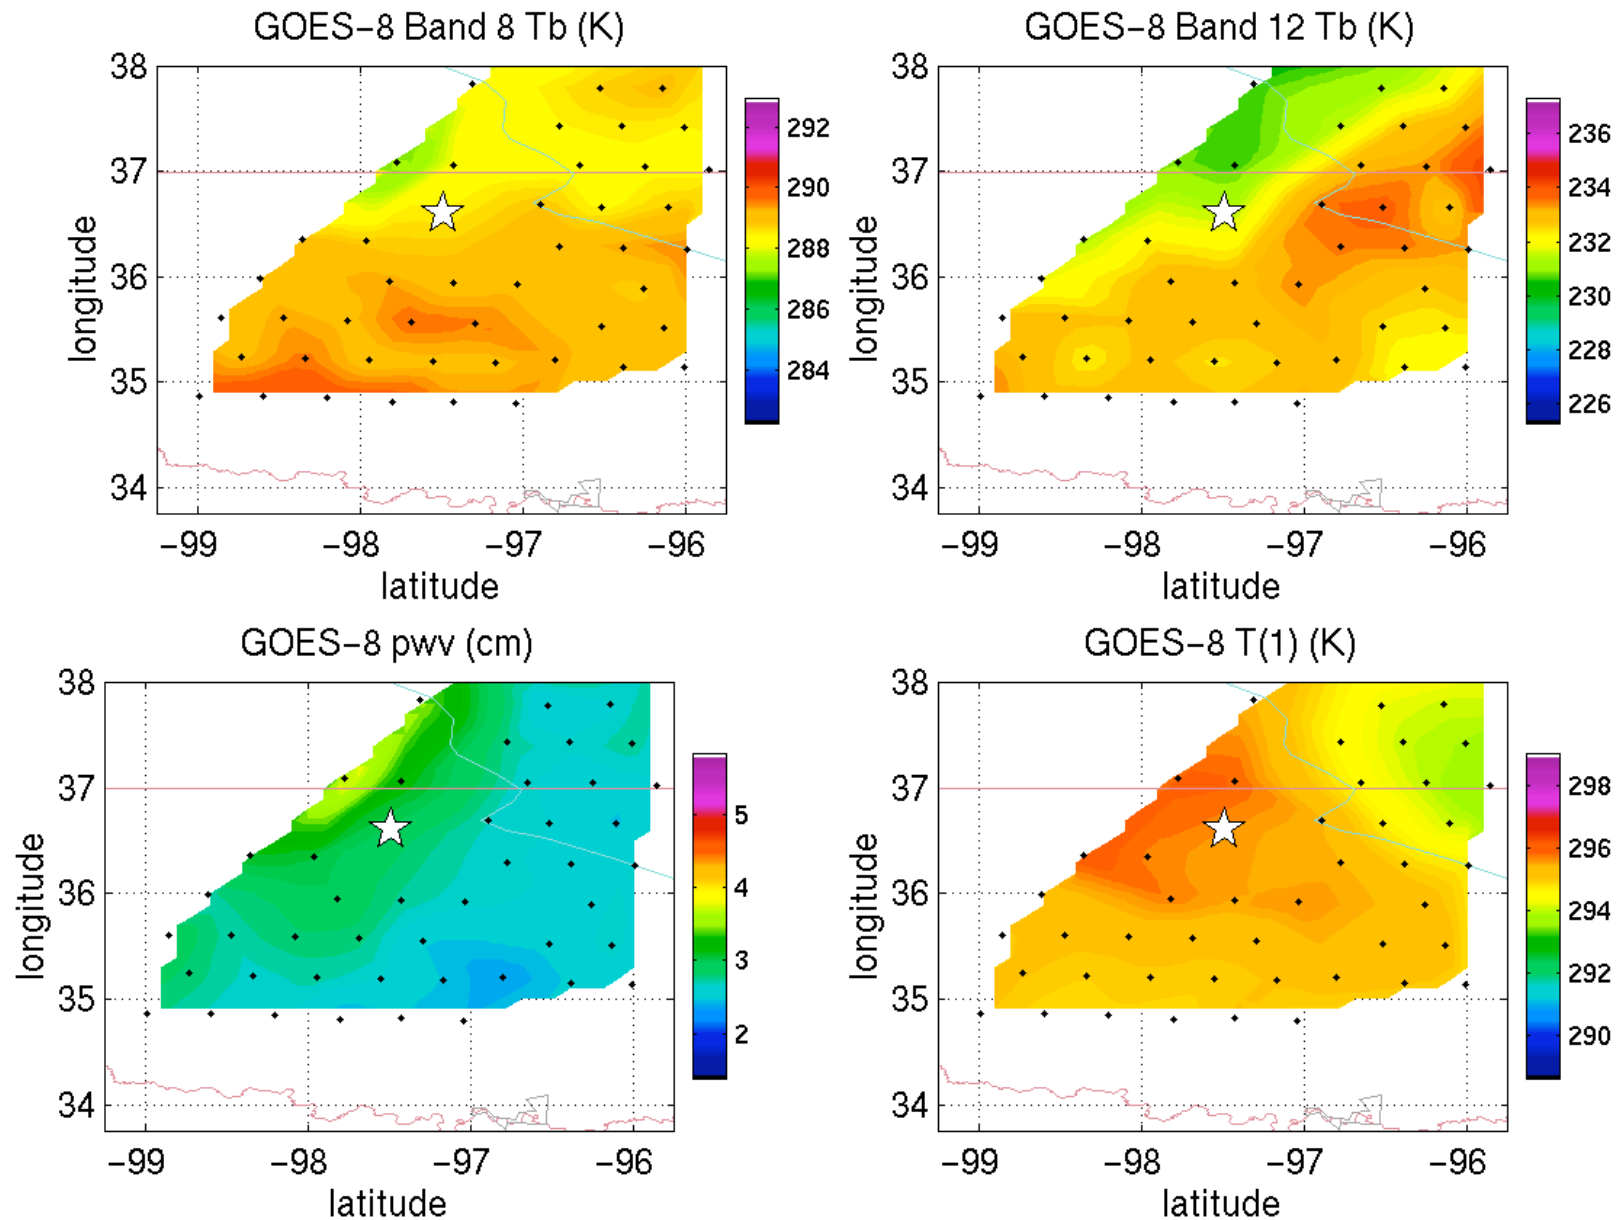 GOES-8 Band 8 Tb (K)
38
37
36
35
34
longitude
-99 -98 -97 -96
latitude
292
290
288
286
284
GOES-8 Band 12 Tb (K)
38
37
36
35
34
longitude
-99 -98 -97 -96
latitude
236
234
232
230
228
226
GOES-8 pwv (cm)
38
37
36
35
34
longitude
-99 -98 -97 -96
latitude
5
4
3
2
GOES-8 T(1) (K)
38
37
36
35
34
longitude
-99 -98 -97 -96
latitude
298
296
294
292
290